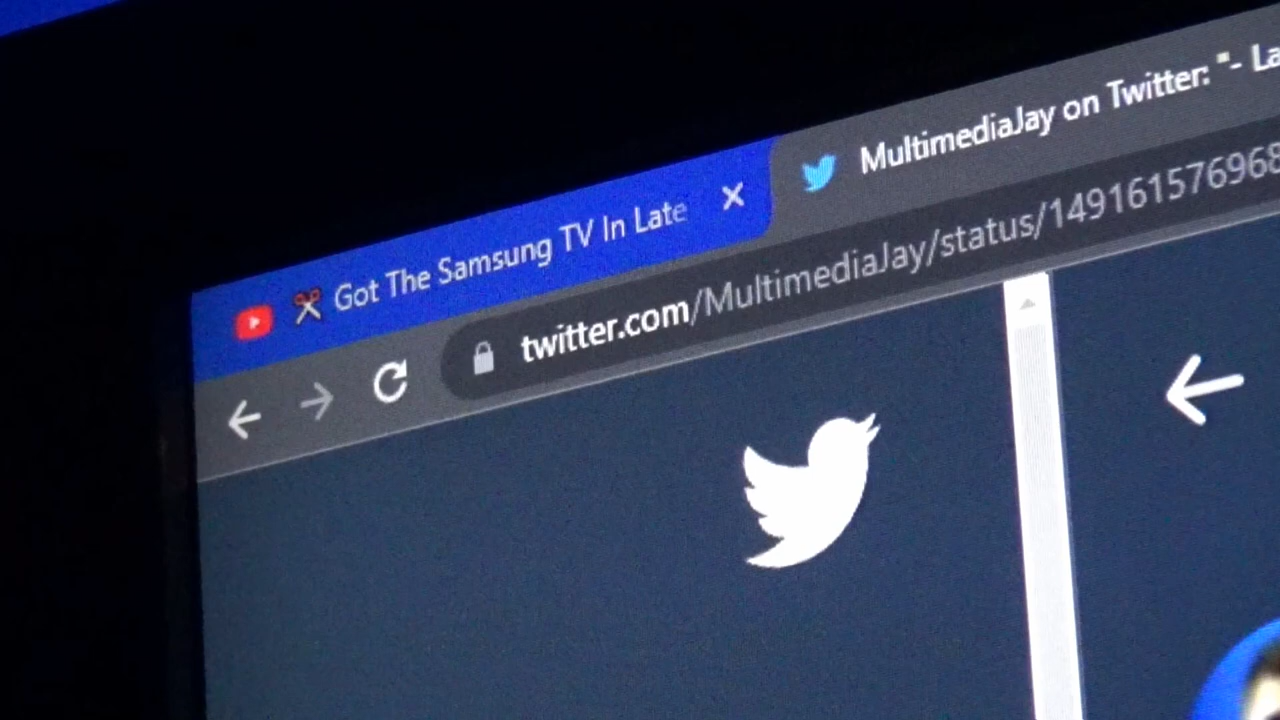 MultimediaJay on Twitter: "- La
Got The Samsung TV In Late
twitter.com/MultimediaJay/status/149161576968